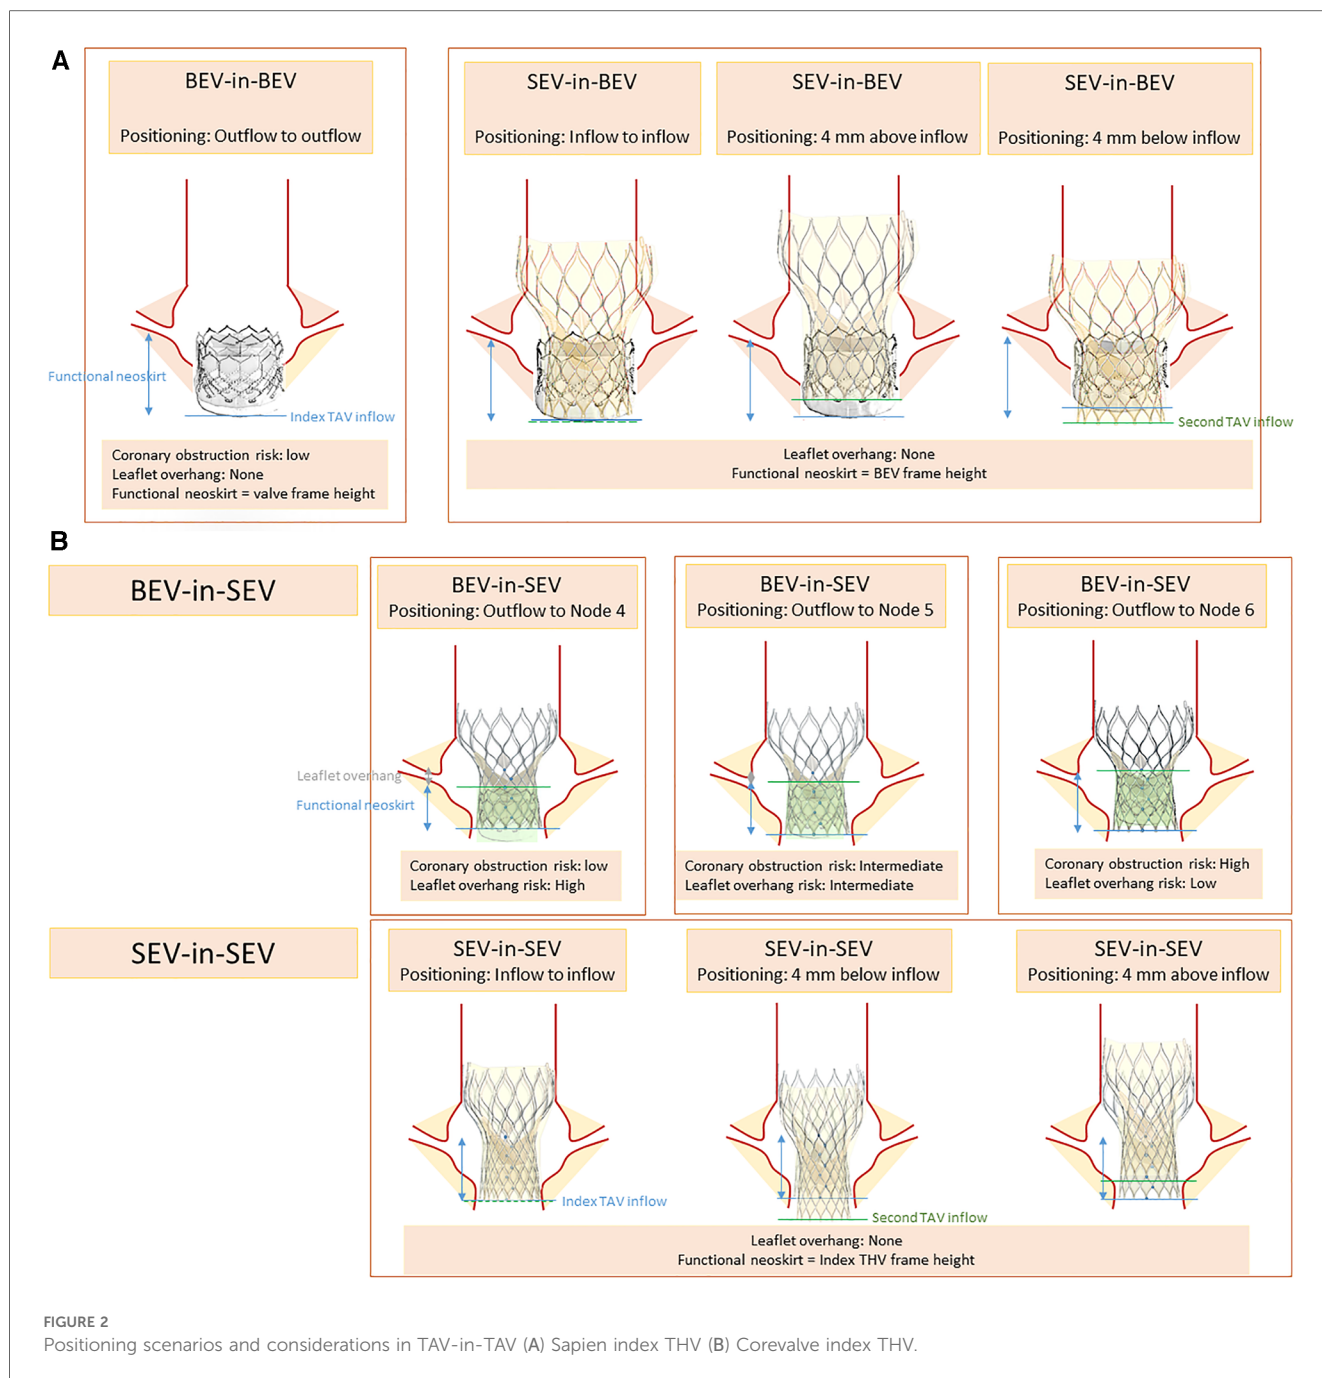 A
BEV-in-BEV
Positioning: Outflow to outflow
SEV-in-BEV
Positioning: Inflow to inflow
SEV-in-BEV
Positioning: 4 mm above inflow
SEV-in-BEV
Positioning: 4 mm below inflow
Functional neoskirt
Index TAV inflow
Second TAV inflow
Coronary obstruction risk: low
Leaflet overhang: None
Functional neoskirt = valve frame height
Leaflet overhang: None
Functional neoskirt = BEV frame height
B
BEV-in-SEV
BEV-in-SEV
Positioning: Outflow to Node 4
BEV-in-SEV
Positioning: Outflow to Node 5
BEV-in-SEV
Positioning: Outflow to Node 6
Leaflet overhang
Functional neoskirt
Coronary obstruction risk: low
Leaflet overhang risk: High
Coronary obstruction risk: Intermediate
Leaflet overhang risk: Intermediate
Coronary obstruction risk: High
Leaflet overhang risk: Low
SEV-in-SEV
SEV-in-SEV
Positioning: Inflow to inflow
SEV-in-SEV
Positioning: 4 mm below inflow
SEV-in-SEV
Positioning: 4 mm above inflow
Index TAV inflow
Second TAV inflow
Leaflet overhang: None
Functional neoskirt = Index THV frame height
FIGURE 2
Positioning scenarios and considerations in TAV-in-TAV (A) Sapien index THV (B) Corevalve index THV.